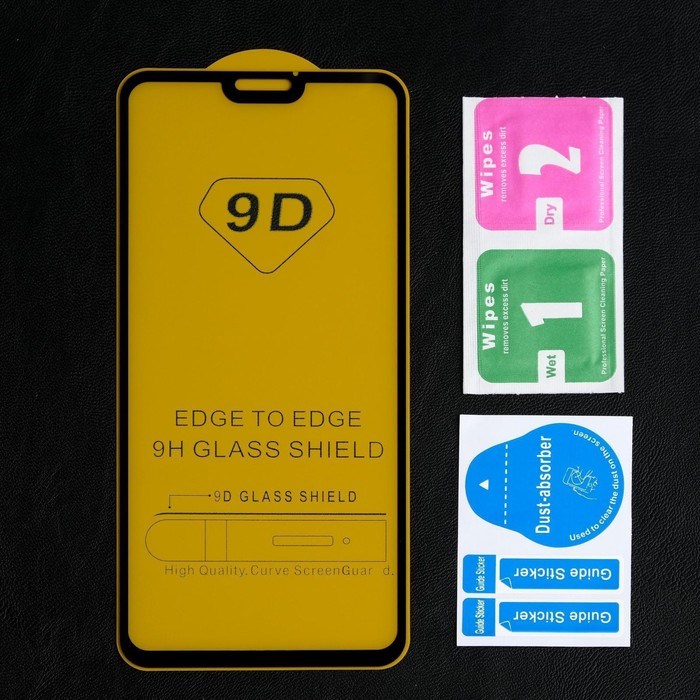 9D
EDGE TO EDGE
9H GLASS SHIELD
9D GLASS SHIELD
High Quality. Curve ScreenGuar d.
Wipes
removes excess dirt
2
Dry
Professional Screen Cleaning Paper
Wipes
removes excess dirt
1
Wet
Professional Screen Cleaning Paper
Dust-absorber
Used to clear the dust on the screen
Guide Sticker
Guide Sticker
Guide Sticker
Guide Sticker